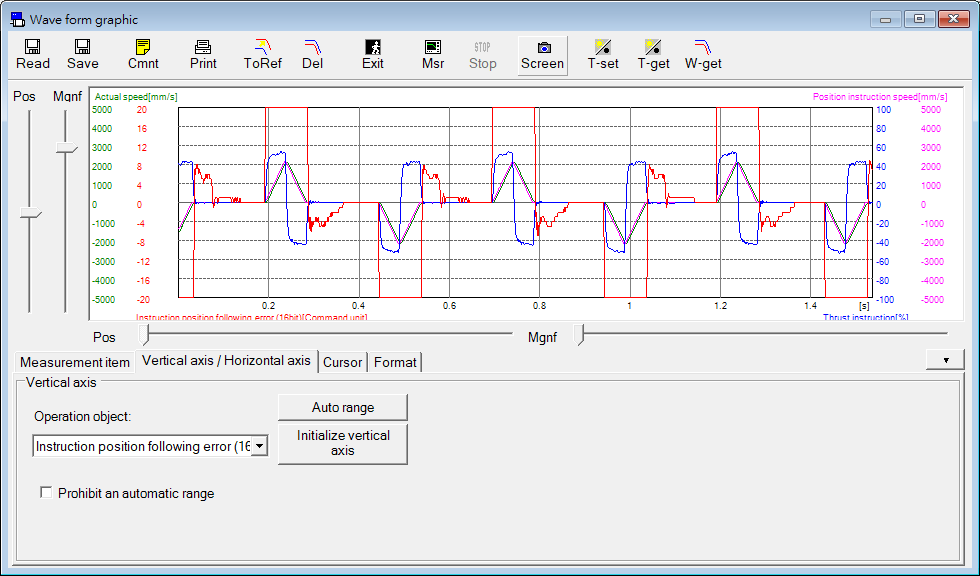 Wave form graphic
Read Save Cmnt Print ToRef Del Exit Msr STOP Stop Screen T-set T-get W-get
Pos Mgnf
Actual speed[mm/s] Position instruction speed[mm/s]
5000 20 100 5000
4000 16 80 4000
3000 12 60 3000
2000 8 40 2000
1000 4 20 1000
0 0 0 0
-1000 -4 -20 -1000
-2000 -8 -40 -2000
-3000 -12 -60 -3000
-4000 -16 -80 -4000
-5000 -20 -100 -5000
0.2 0.4 0.6 0.8 1 1.2 1.4 [s]
Instruction position following error (16bit)[Command unit] Thrust instruction[%]
Pos Mgnf
Measurement item Vertical axis / Horizontal axis Cursor Format
Vertical axis
Operation object:
Instruction position following error (16
Auto range
Initialize vertical
axis
Prohibit an automatic range